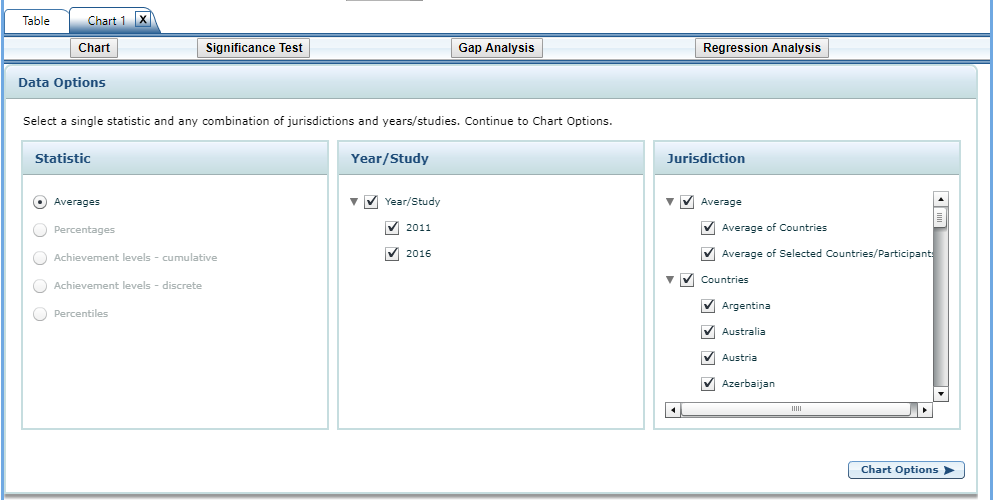 Table
Chart 1 X
Chart Significance Test Gap Analysis Regression Analysis
Data Options
Select a single statistic and any combination of jurisdictions and years/studies. Continue to Chart Options.
Statistic
Averages
Percentages
Achievement levels - cumulative
Achievement levels - discrete
Percentiles
Year/Study
Year/Study
2011
2016
Jurisdiction
Average
Average of Countries
Average of Selected Countries/Participants
Countries
Argentina
Australia
Austria
Azerbaijan
Chart Options